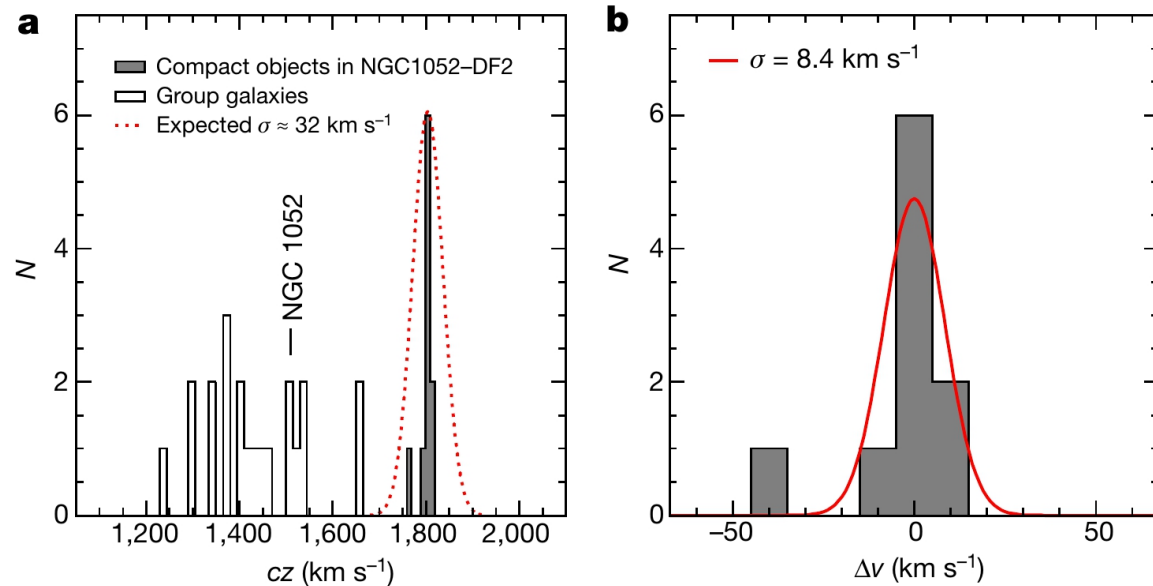 a
Compact objects in NGC1052–DF2
Group galaxies
Expected σ ≈ 32 km s⁻¹
NGC 1052
N
6
4
2
0
1,200
1,400
1,600
1,800
2,000
cz (km s⁻¹)
b
σ = 8.4 km s⁻¹
N
6
4
2
0
−50
0
50
Δv (km s⁻¹)